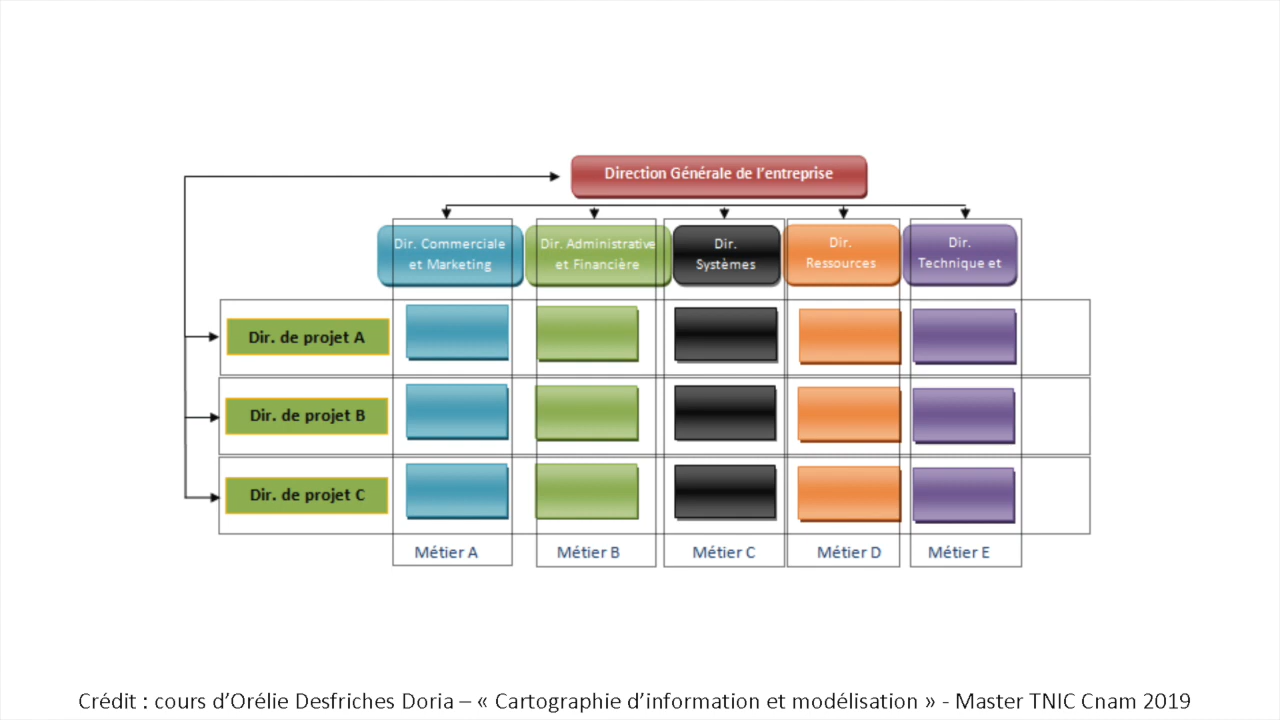 Direction Générale de l’entreprise
Dir. Commerciale
et Marketing
Dir. Administrative
et Financière
Dir.
Systèmes
Dir.
Ressources
Dir.
Technique et
Dir. de projet A
Dir. de projet B
Dir. de projet C
Métier A
Métier B
Métier C
Métier D
Métier E
Crédit : cours d’Orélie Desfriches Doria – « Cartographie d’information et modélisation » - Master TNIC Cnam 2019